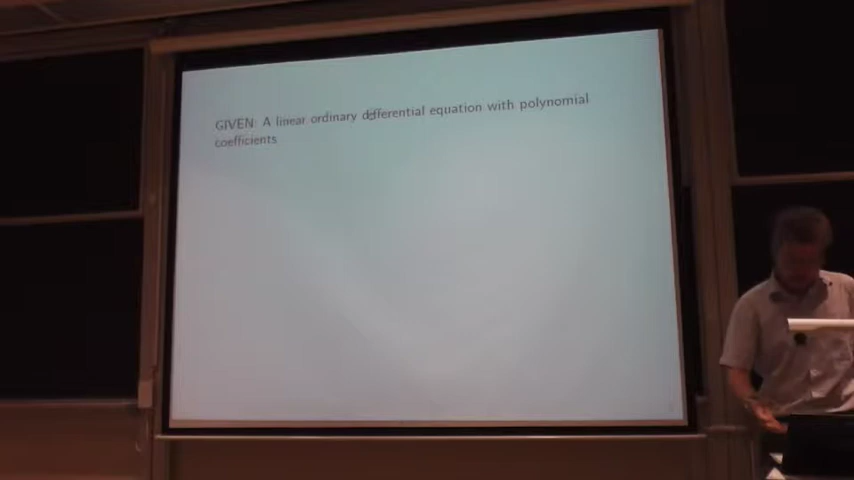 GIVEN: A linear ordinary differential equation with polynomial
coefficients